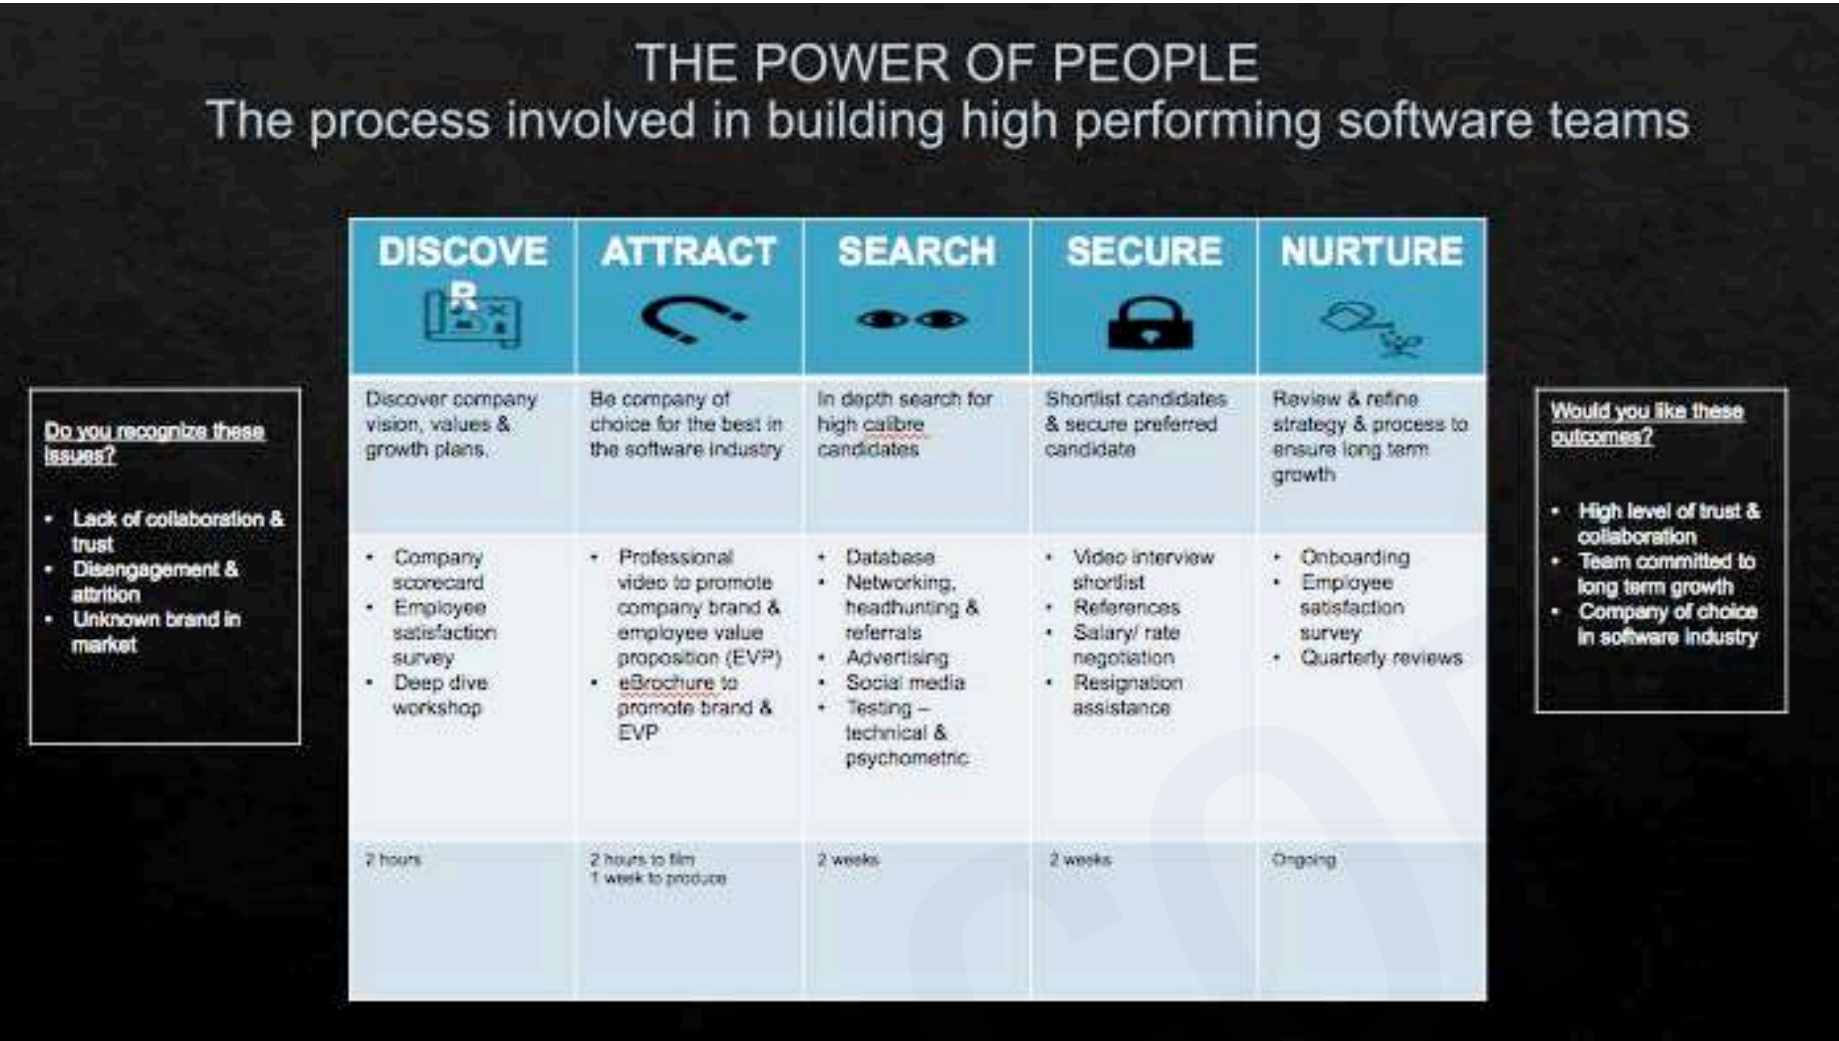 THE POWER OF PEOPLE
The process involved in building high performing software teams
Do you recognize these
issues?
• Lack of collaboration &
trust
• Disengagement &
attrition
• Unknown brand in
market
DISCOVE
R
Discover company
vision, values &
growth plans.
• Company
scorecard
• Employee
satisfaction
survey
• Deep dive
workshop
2 hours
ATTRACT
Be company of
choice for the best in
the software industry
• Professional
video to promote
company brand &
employee value
proposition (EVP)
• eBrochure to
promote brand &
EVP
2 hours to film
1 week to produce
SEARCH
In depth search for
high calibre
candidates
• Database
• Networking,
headhunting &
referrals
• Advertising
• Social media
• Testing –
technical &
psychometric
2 weeks
SECURE
Shortlist candidates
& secure preferred
candidate
• Video interview
shortlist
• References
• Salary/ rate
negotiation
• Resignation
assistance
2 weeks
NURTURE
Review & refine
strategy & process to
ensure long term
growth
• Onboarding
• Employee
satisfaction
survey
• Quarterly reviews
Ongoing
Would you like these
outcomes?
• High level of trust &
collaboration
• Team committed to
long term growth
• Company of choice
in software industry